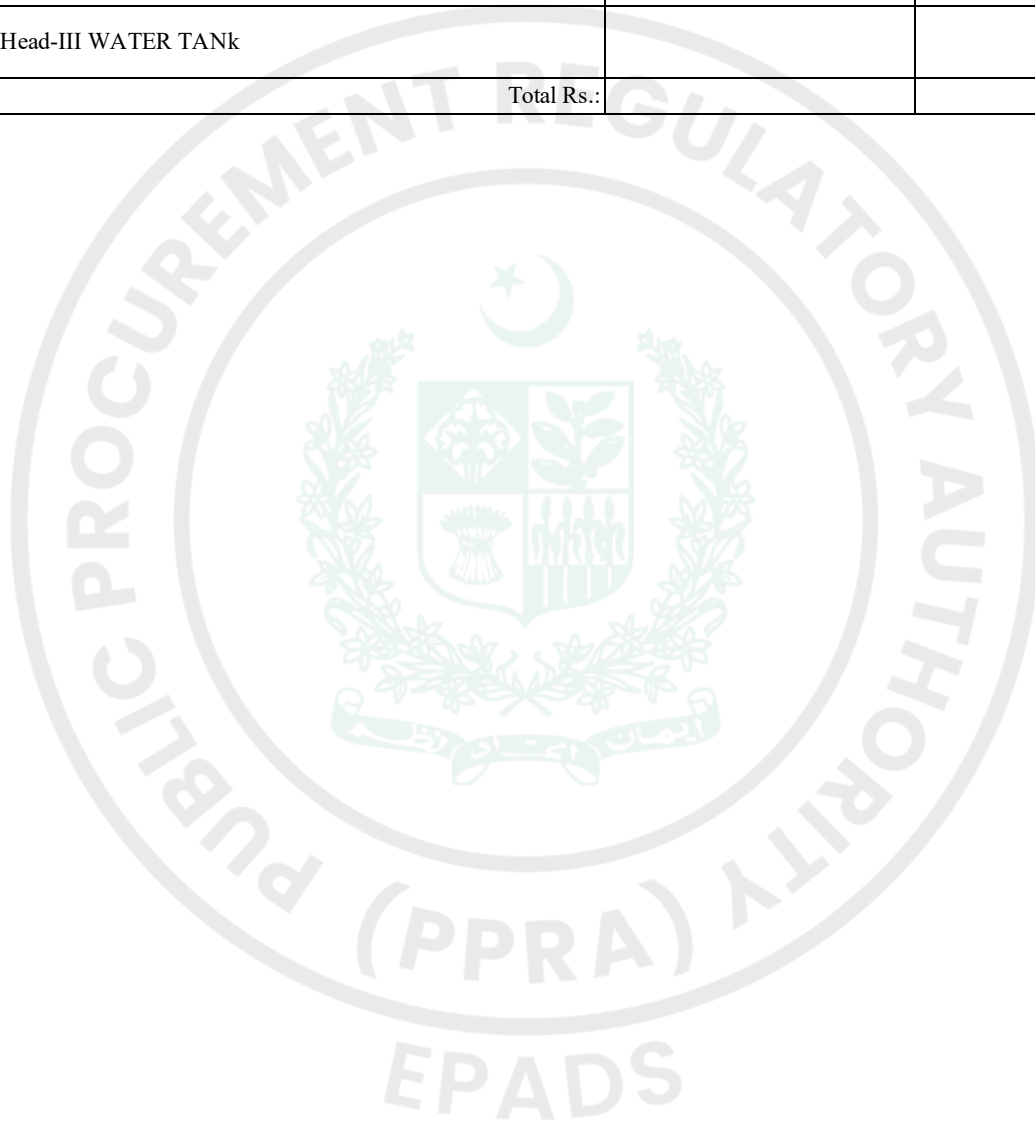 Head-III WATER TANk
Total Rs.:
PUBLIC PROCUREMENT REGULATORY AUTHORITY
(PPRA)
EPADS